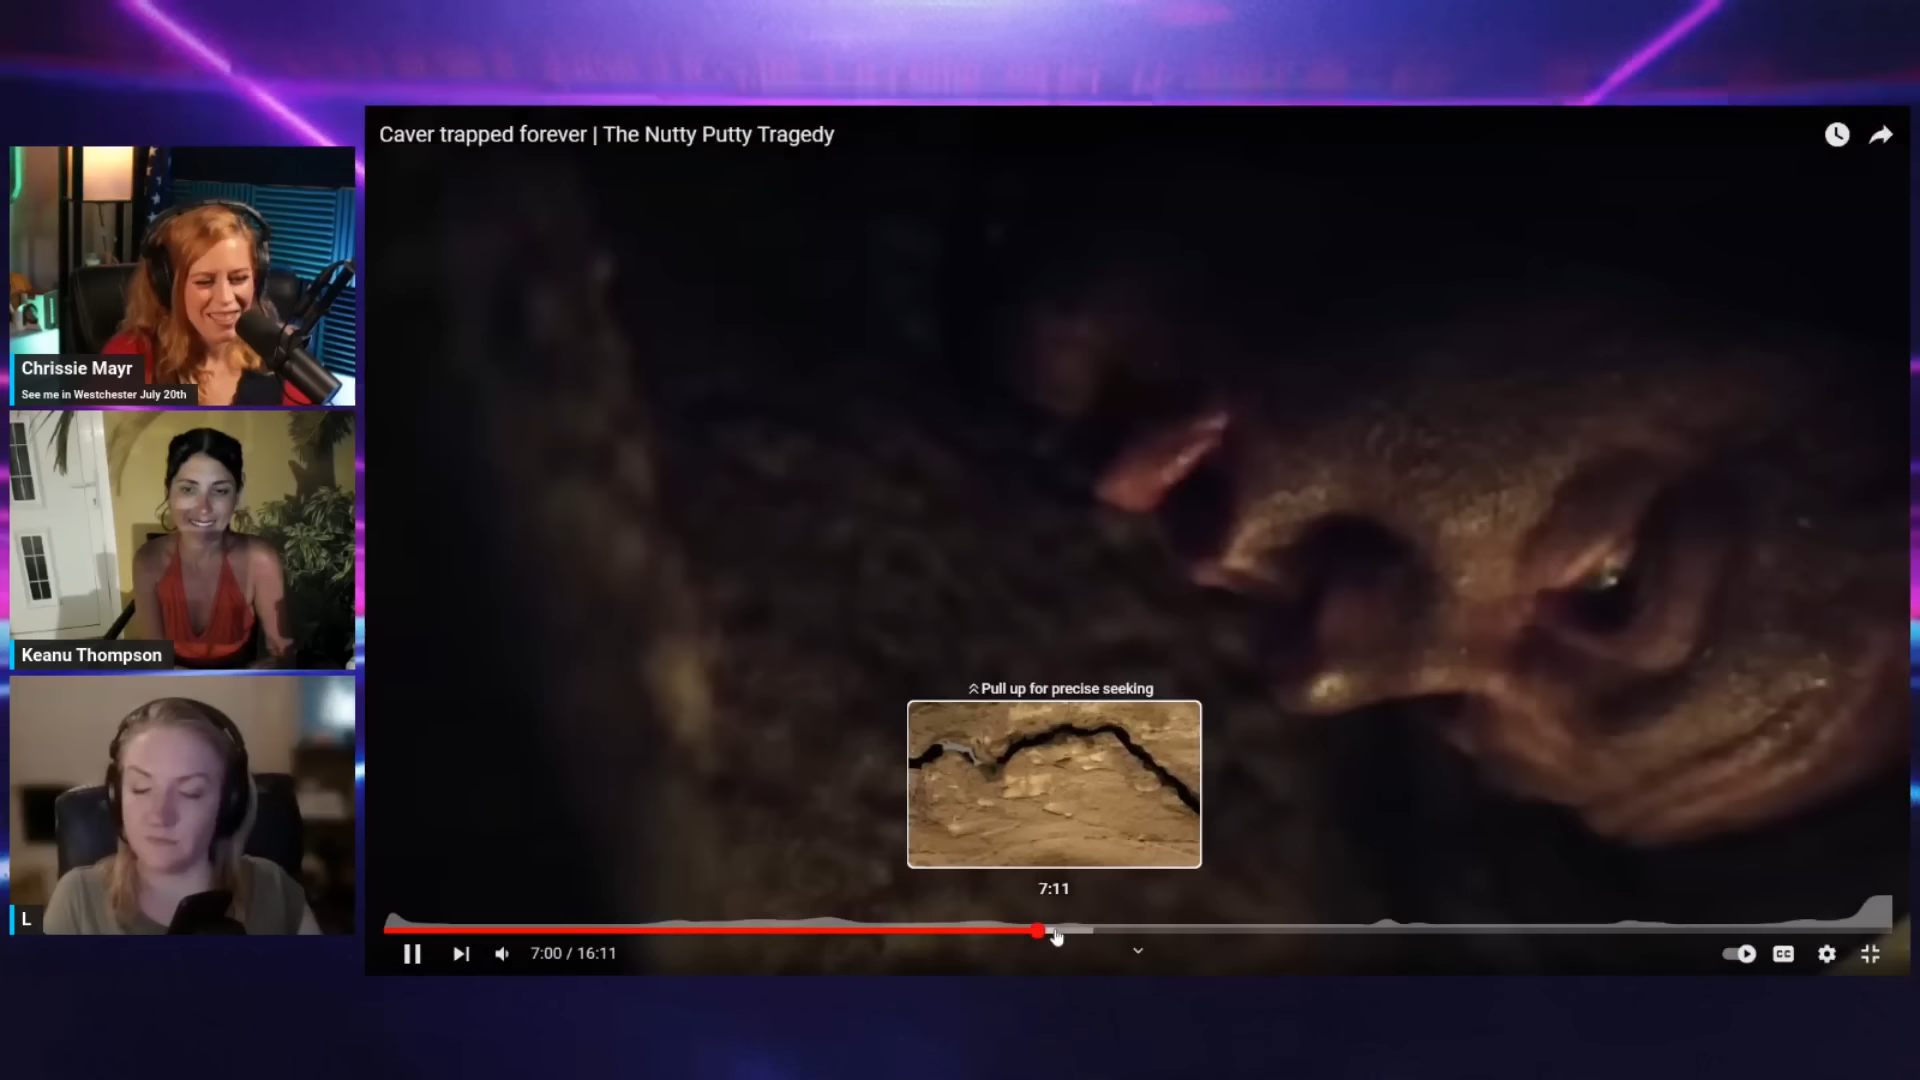 Caver trapped forever | The Nutty Putty Tragedy
Chrissie Mayr
See me in Westchester July 20th
Keanu Thompson
L
Pull up for precise seeking
7:11
7:00 / 16:11
CC